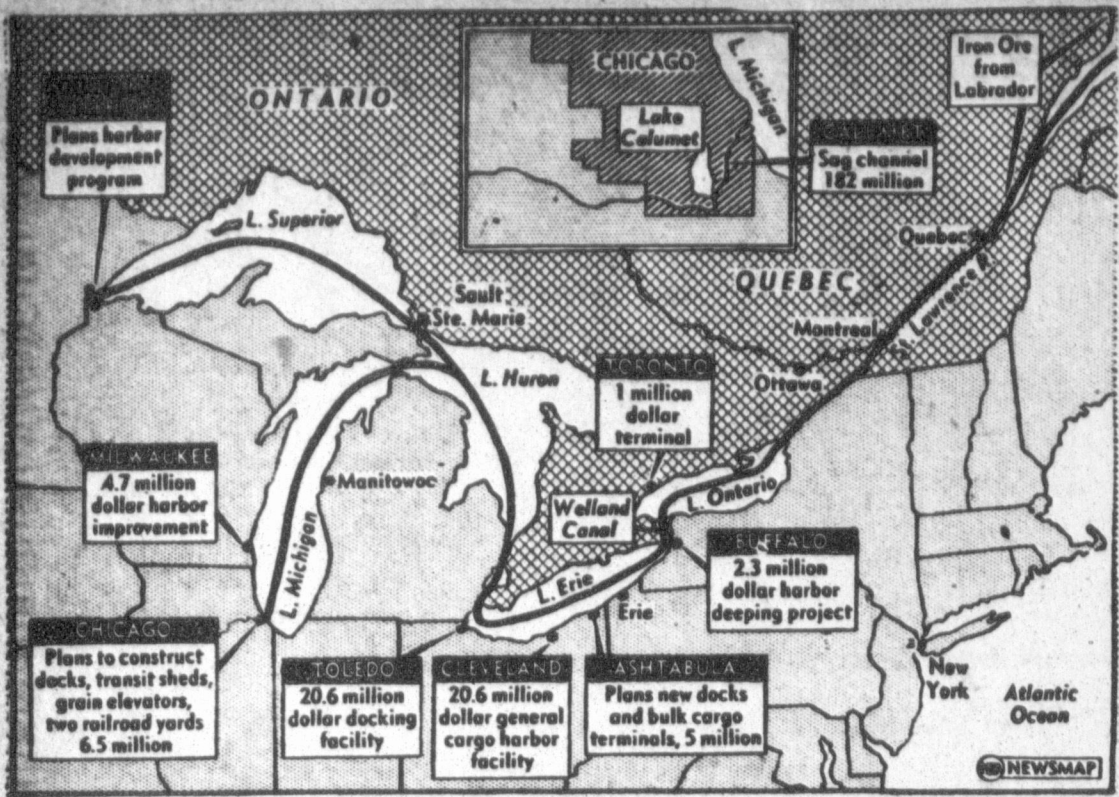 Plans harbor
development
program
ONTARIO
L. Superior
Sault
Ste. Marie
CHICAGO
L. Michigan
Lake
Calumet
Sag channel
182 million
Iron Ore
from
Labrador
Quebec
QUEBEC
St. Lawrence R.
Montreal
Ottawa
L. Huron
TORONTO
1 million
dollar
terminal
MILWAUKEE
4.7 million
dollar harbor
improvement
Manitowoc
L. Michigan
Welland
Canal
L. Ontario
BUFFALO
2.3 million
dollar harbor
deeping project
L. Erie
Erie
CHICAGO
Plans to construct
docks, transit sheds,
grain elevators,
two railroad yards
6.5 million
TOLEDO
20.6 million
dollar docking
facility
CLEVELAND
20.6 million
dollar general
cargo harbor
facility
ASHTABULA
Plans new docks
and bulk cargo
terminals, 5 million
New
York
Atlantic
Ocean
NEWSMAP